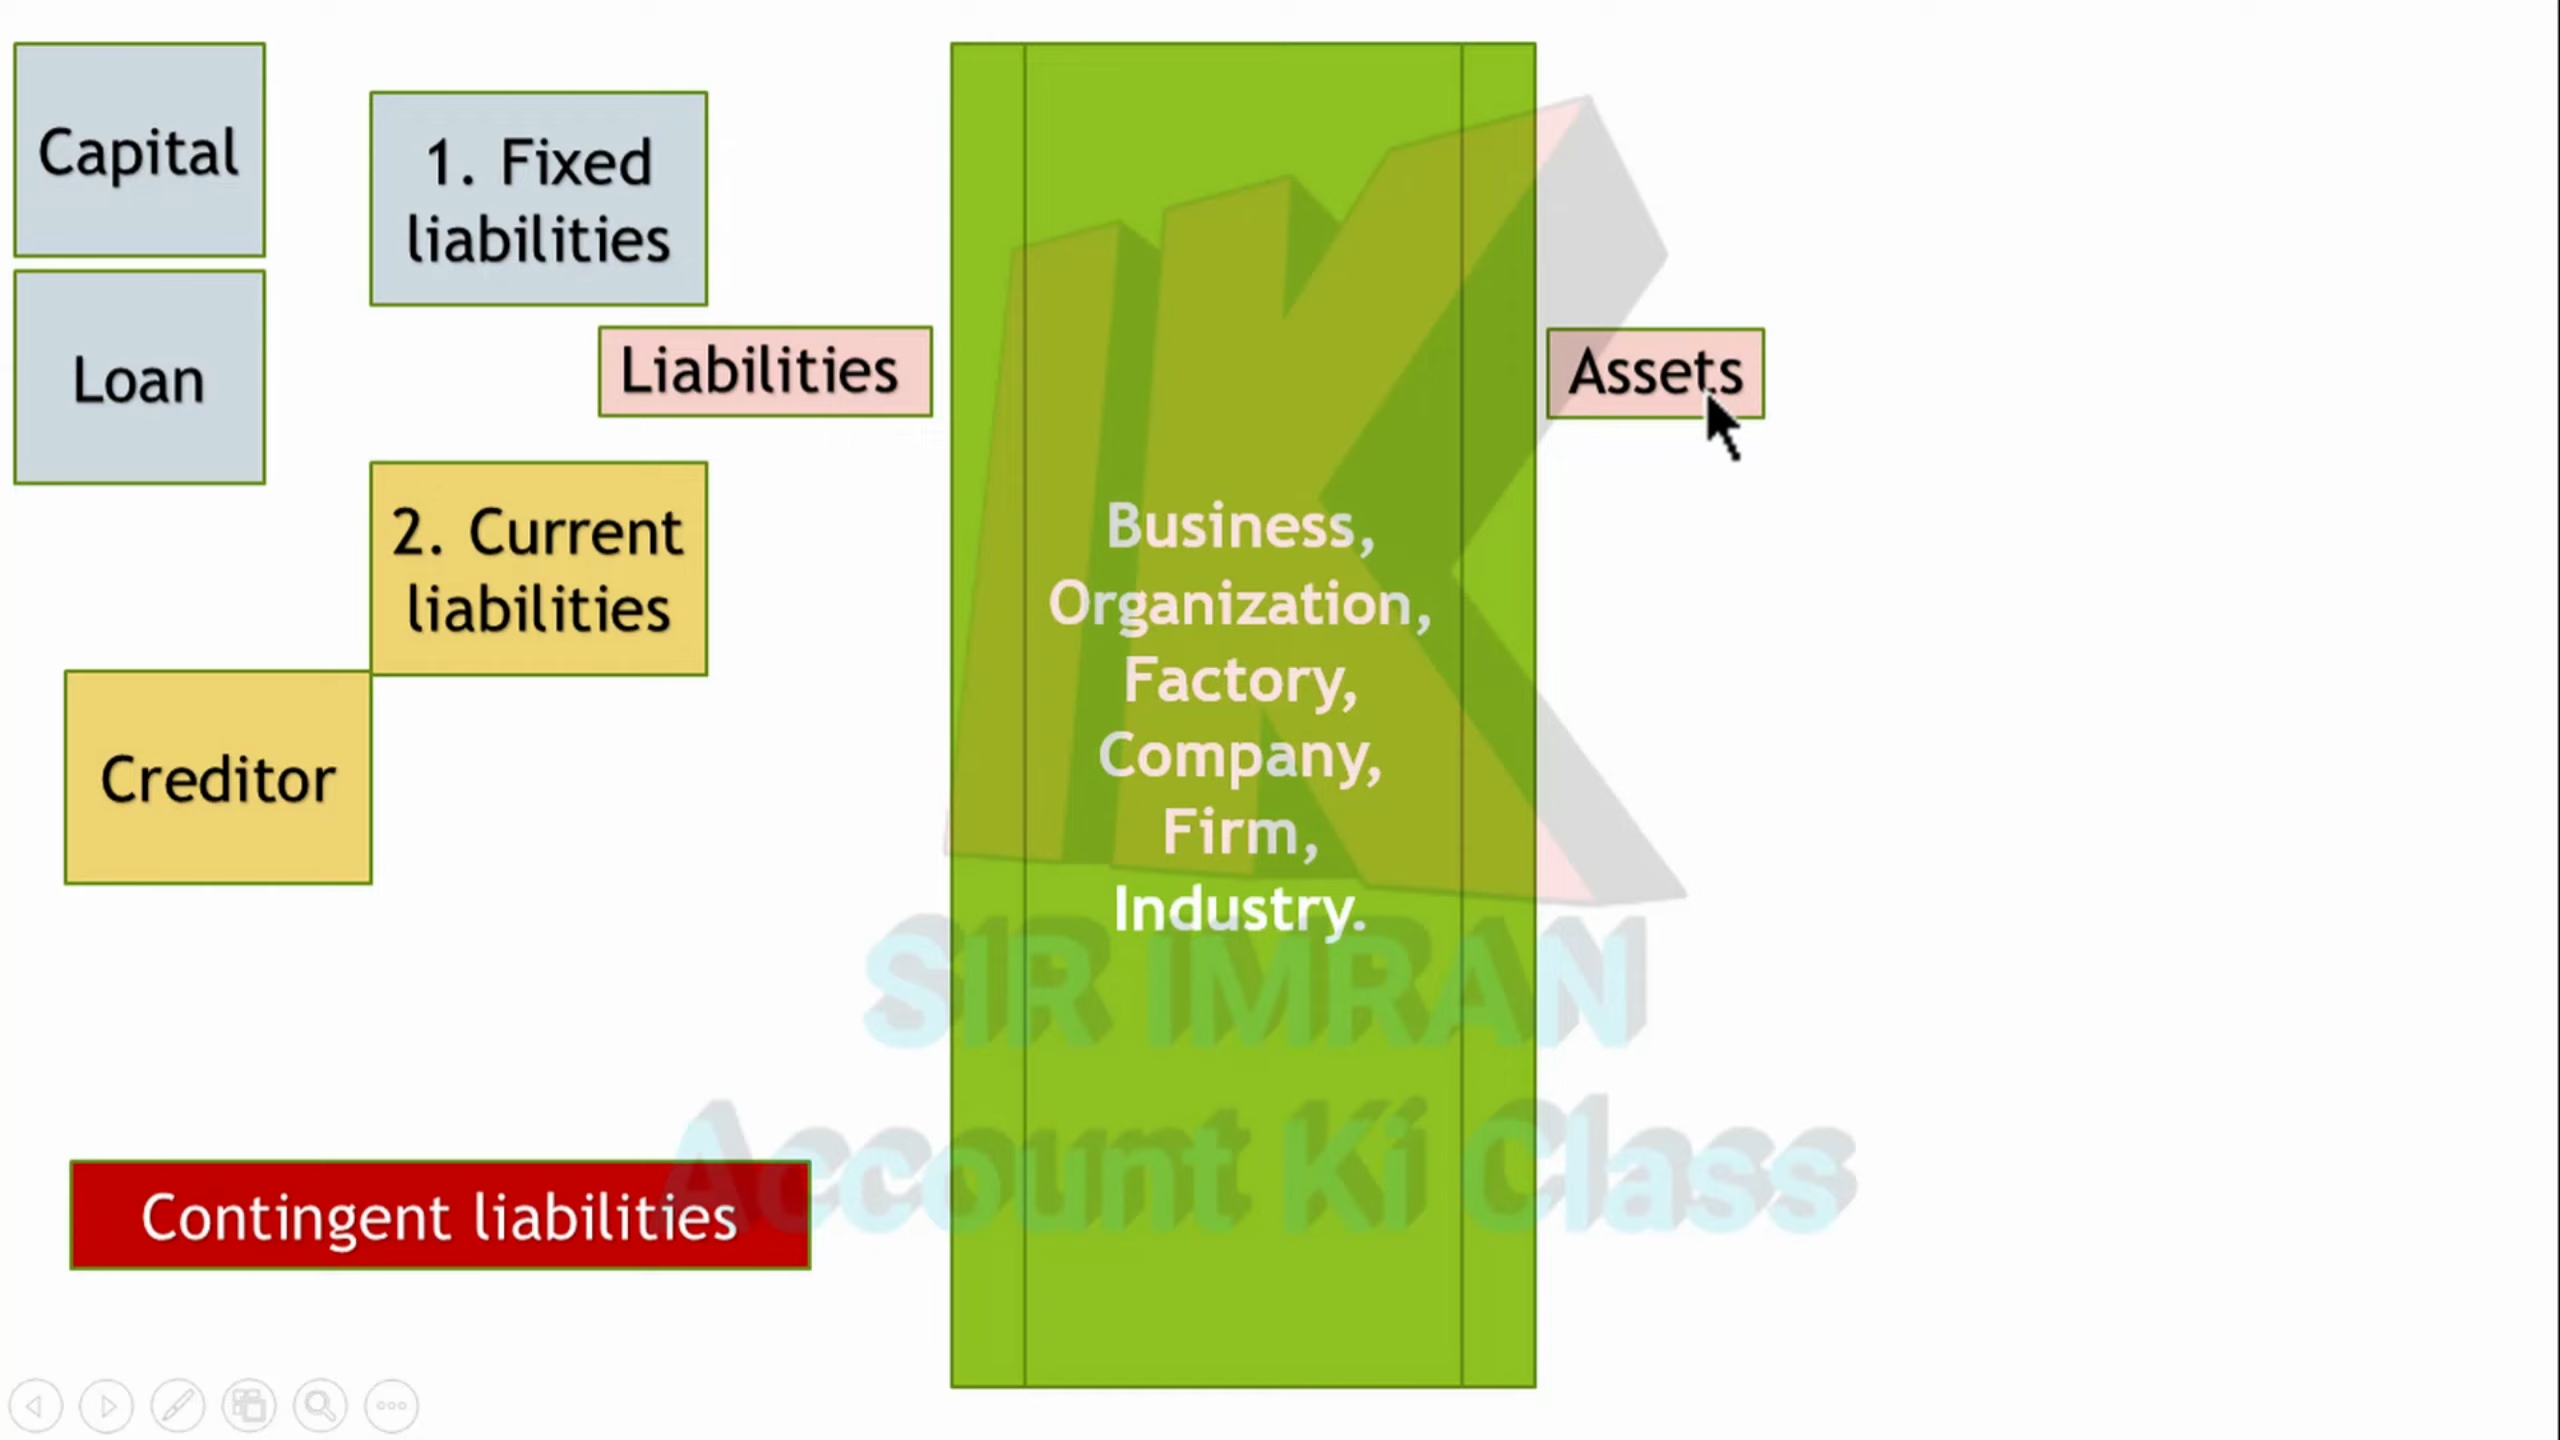 Capital
1. Fixed
liabilities
Loan
Liabilities
Assets
2. Current
liabilities
Creditor
Business,
Organization,
Factory,
Company,
Firm,
Industry.
Contingent liabilities
IK
SIR IMRAN
Account Ki Class